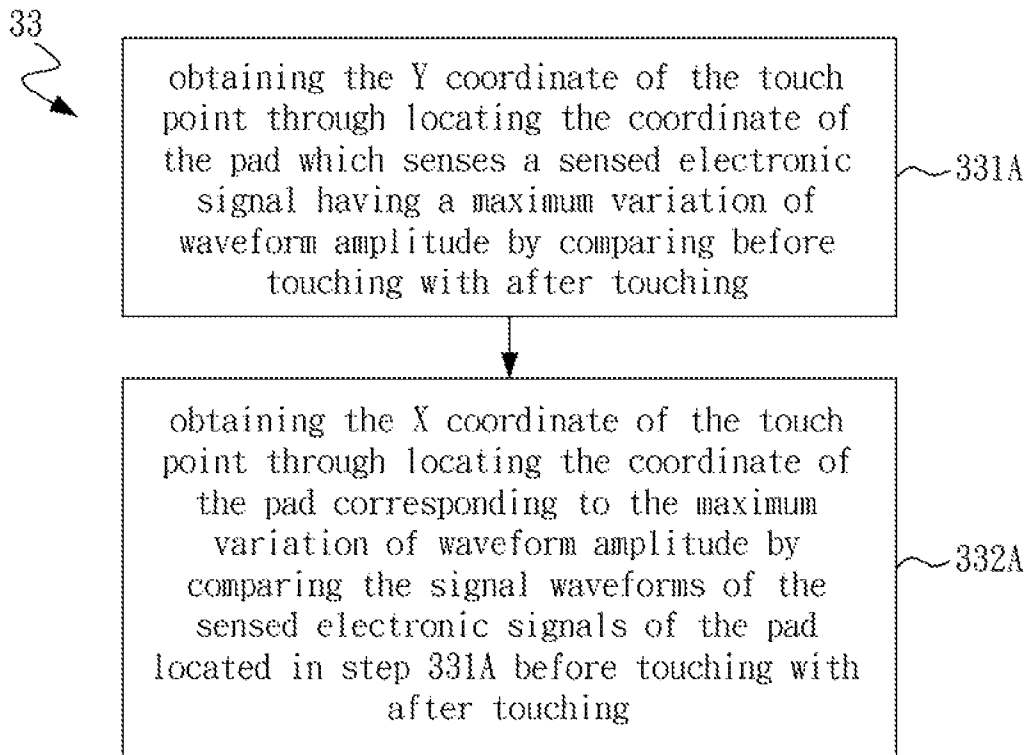 33
obtaining the Y coordinate of the touch
point through locating the coordinate of
the pad which senses a sensed electronic
signal having a maximum variation of
waveform amplitude by comparing before
touching with after touching
331A
obtaining the X coordinate of the touch
point through locating the coordinate of
the pad corresponding to the maximum
variation of waveform amplitude by
comparing the signal waveforms of the
sensed electronic signals of the pad
located in step 331A before touching with
after touching
332A